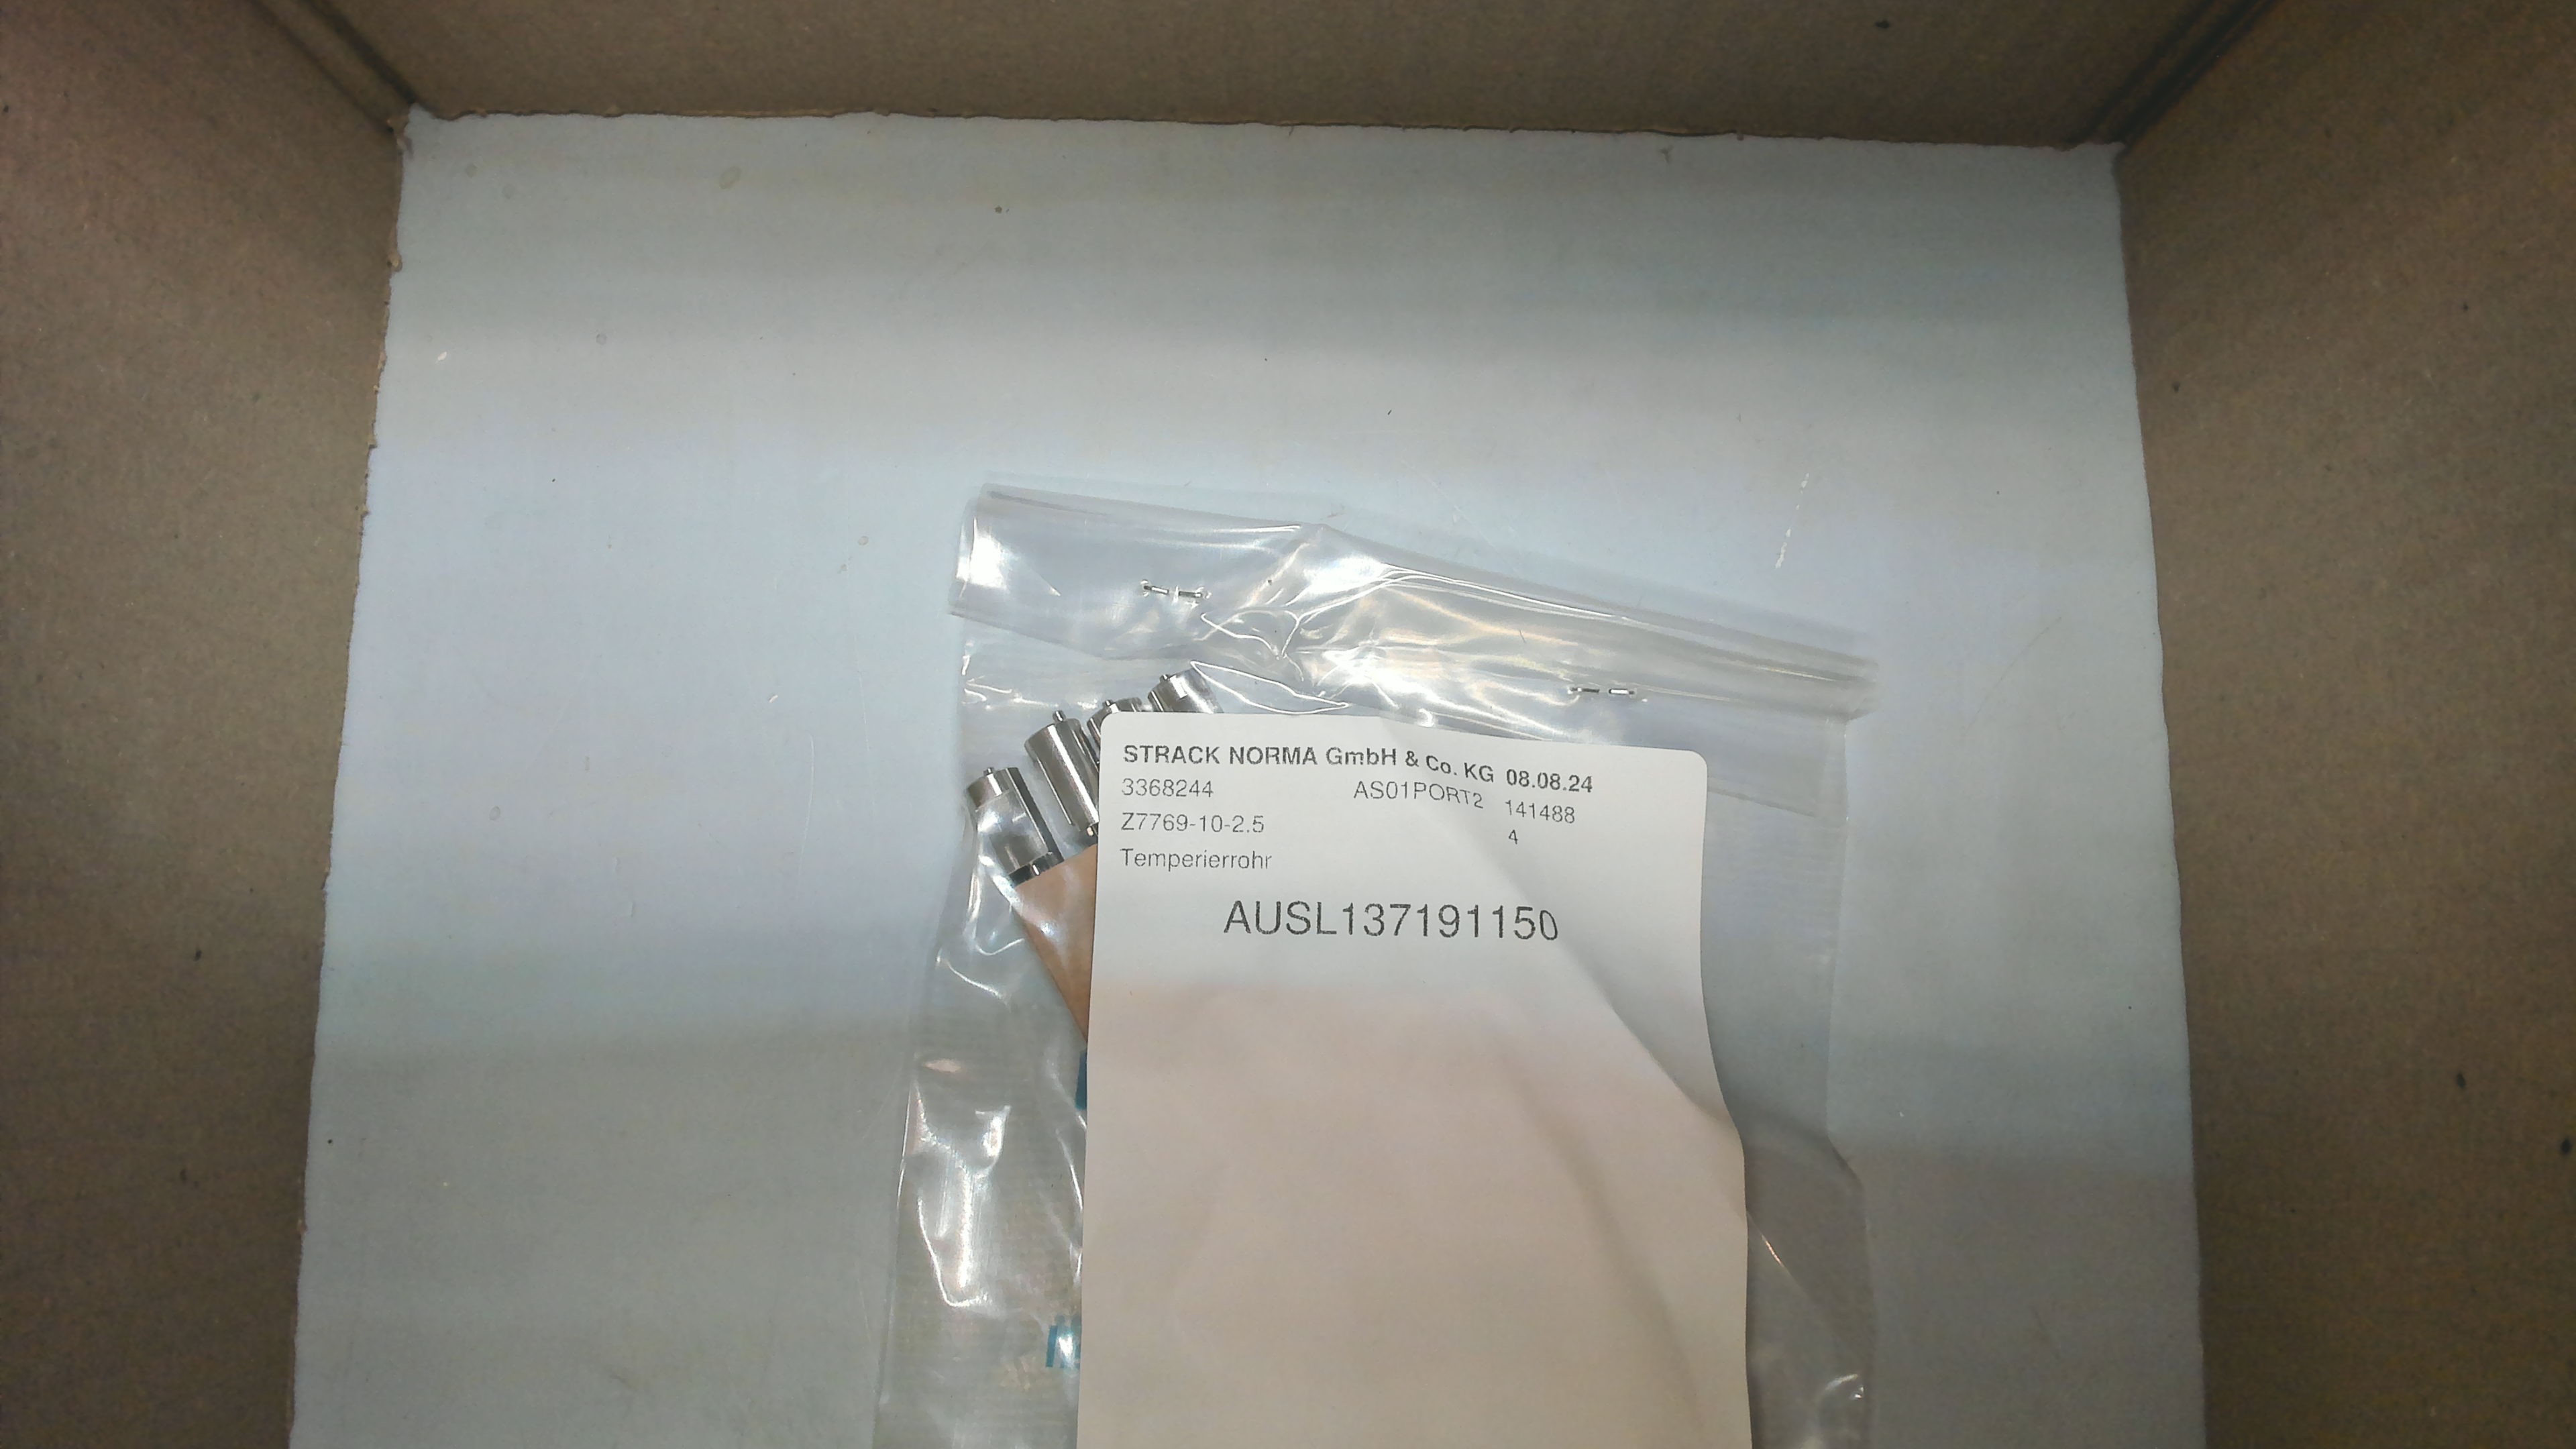 STRACK NORMA GmbH & Co. KG 08.08.24
3368244 AS01PORT2 141488
Z7769-10-2.5 4
Temperierrohr
AUSL137191150